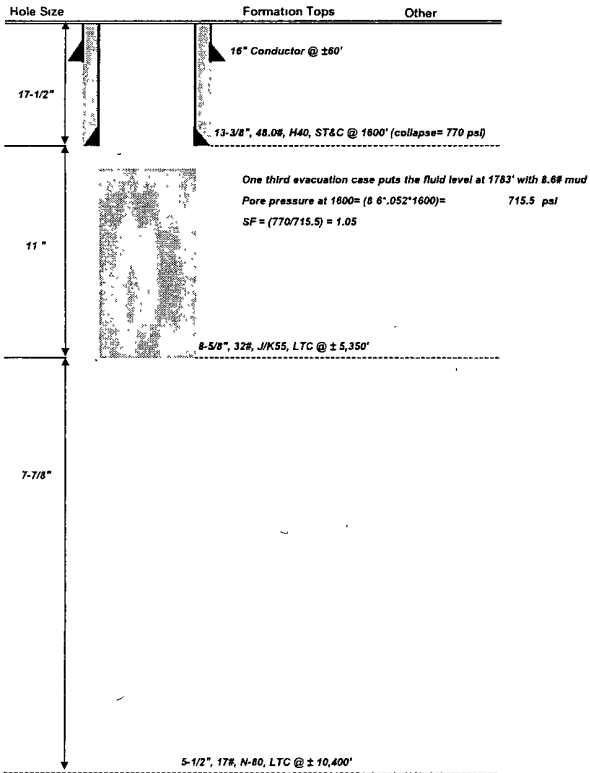 Hole Size Formation Tops Other
16" Conductor @ ±60'
17-1/2"
13-3/8", 48.0#, H40, ST&C @ 1600' (collapse= 770 psi)
One third evacuation case puts the fluid level at 1783' with 8.6# mud
Pore pressure at 1600= (8 6*.052*1600)= 715.5 psi
SF = (770/715.5) = 1.05
11 "
8-5/8", 32#, J/K55, LTC @ ± 5,350'
7-7/8"
5-1/2", 17#, N-80, LTC @ ± 10,400'